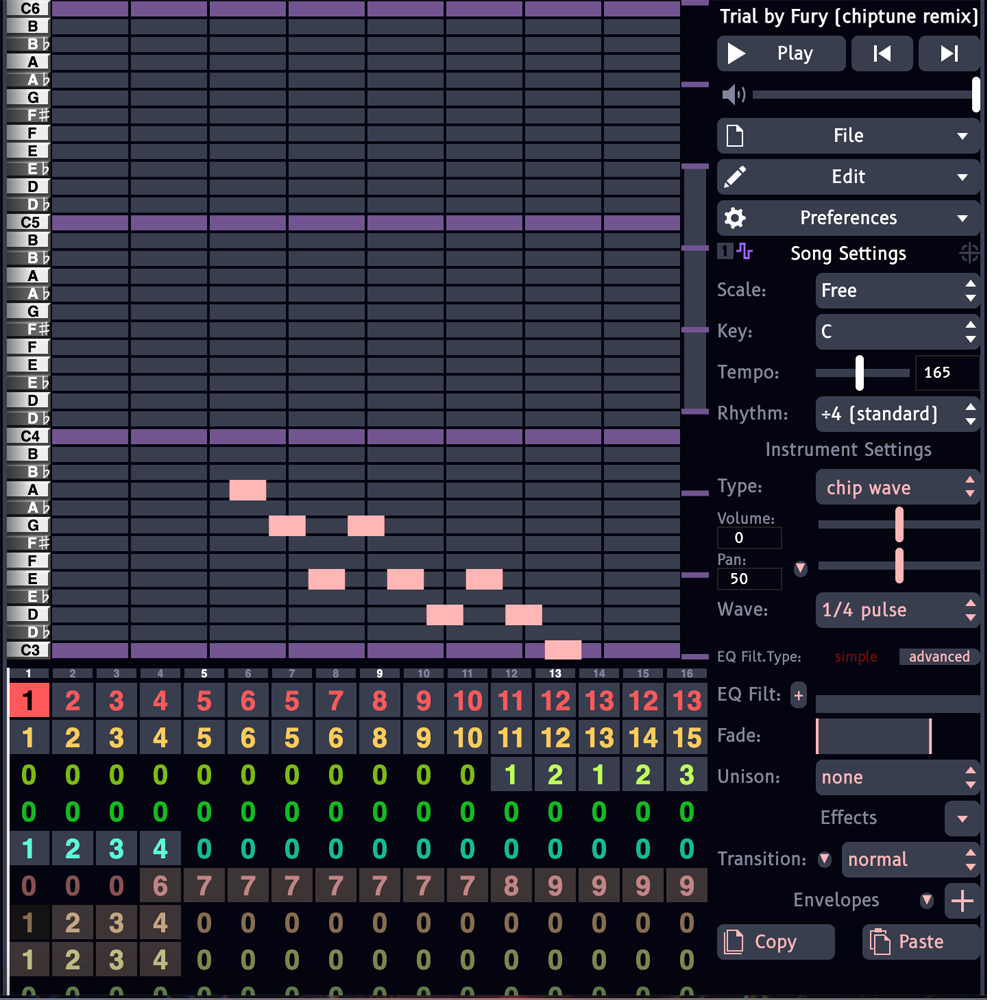 Trial by Fury (chiptune remix)
Play
File
Edit
Preferences
1 Song Settings
Scale: Free
Key: C
Tempo: 165
Rhythm: ÷4 (standard)
Instrument Settings
Type: chip wave
Volume:
0
Pan:
50
Wave: 1/4 pulse
EQ Filt.Type: simple advanced
EQ Filt: +
Fade:
Unison: none
Effects
Transition: normal
Envelopes +
Copy Paste
C6
B
B♭
A
A♭
G
F♯
F
E
E♭
D
D♭
C5
B
B♭
A
A♭
G
F♯
F
E
E♭
D
D♭
C4
B
B♭
A
A♭
G
F♯
F
E
E♭
D
D♭
C3
1 2 3 4 5 6 7 8 9 10 11 12 13 14 15 16
1 2 3 4 5 6 5 7 8 9 10 11 12 13 12 13
1 2 3 4 5 6 5 6 8 9 10 11 12 13 14 15
0 0 0 0 0 0 0 0 0 0 0 1 2 1 2 3
0 0 0 0 0 0 0 0 0 0 0 0 0 0 0 0
1 2 3 4 0 0 0 0 0 0 0 0 0 0 0 0
0 0 0 6 7 7 7 7 7 7 7 8 9 9 9 9
1 2 3 4 0 0 0 0 0 0 0 0 0 0 0 0
1 2 3 4 0 0 0 0 0 0 0 0 0 0 0 0